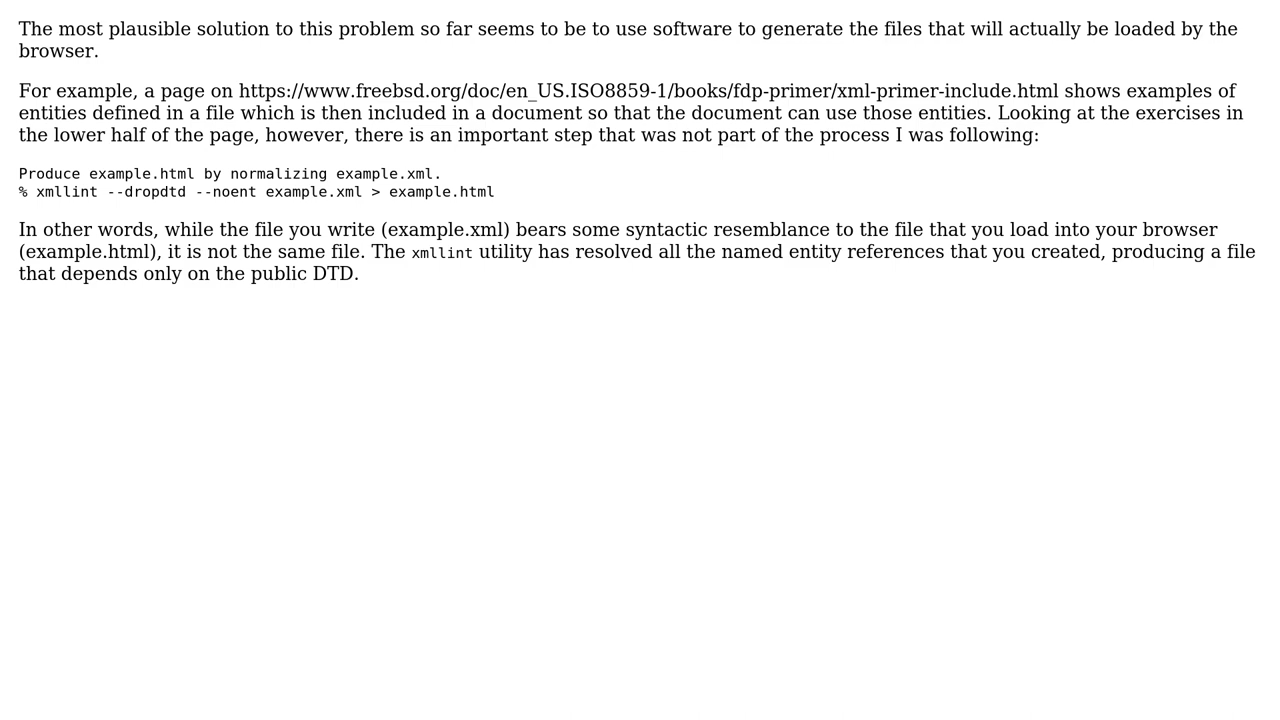 The most plausible solution to this problem so far seems to be to use software to generate the files that will actually be loaded by the
browser.
For example, a page on https://www.freebsd.org/doc/en_US.ISO8859-1/books/fdp-primer/xml-primer-include.html shows examples of
entities defined in a file which is then included in a document so that the document can use those entities. Looking at the exercises in
the lower half of the page, however, there is an important step that was not part of the process I was following:
Produce example.html by normalizing example.xml.
% xmllint --dropdtd --noent example.xml > example.html
In other words, while the file you write (example.xml) bears some syntactic resemblance to the file that you load into your browser
(example.html), it is not the same file. The xmllint utility has resolved all the named entity references that you created, producing a file
that depends only on the public DTD.